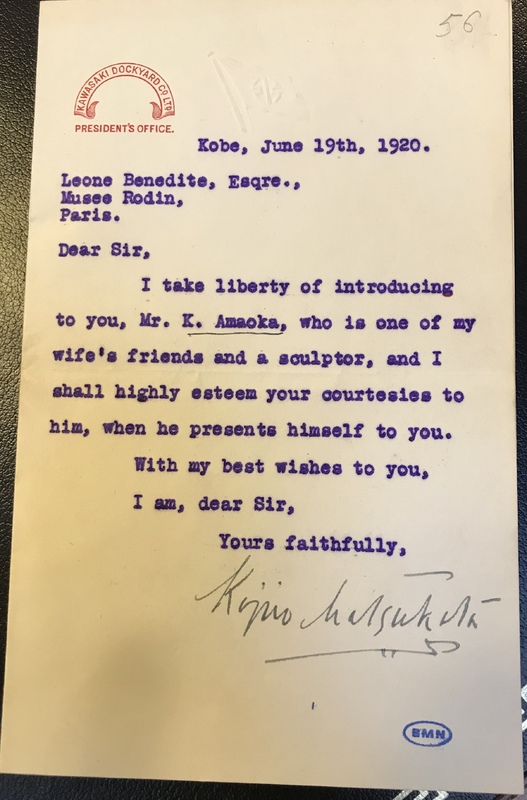 56
KAWASAKI DOCKYARD CO LTD
PRESIDENT'S OFFICE.
Kobe, June 19th, 1920.
Leone Benedite, Esqre.,
Musee Rodin,
Paris.
Dear Sir,
I take liberty of introducing
to you, Mr. K. Amaoka, who is one of my
wife's friends and a sculptor, and I
shall highly esteem your courtesies to
him, when he presents himself to you.
With my best wishes to you,
I am, dear Sir,
Yours faithfully,
Kojiro Matsukata
BMN